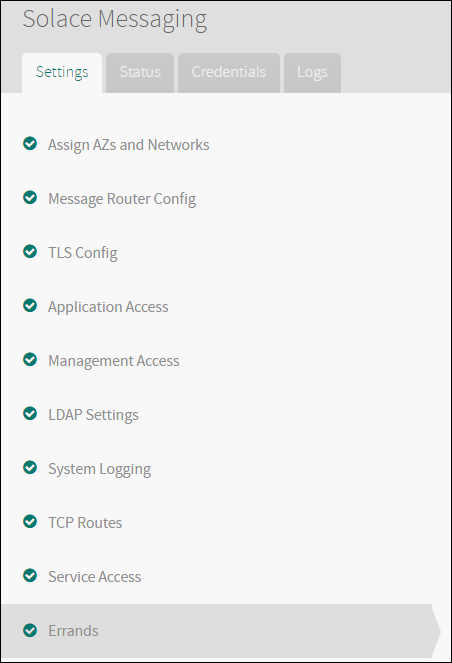 Solace Messaging
Settings Status Credentials Logs
Assign AZs and Networks
Message Router Config
TLS Config
Application Access
Management Access
LDAP Settings
System Logging
TCP Routes
Service Access
Errands